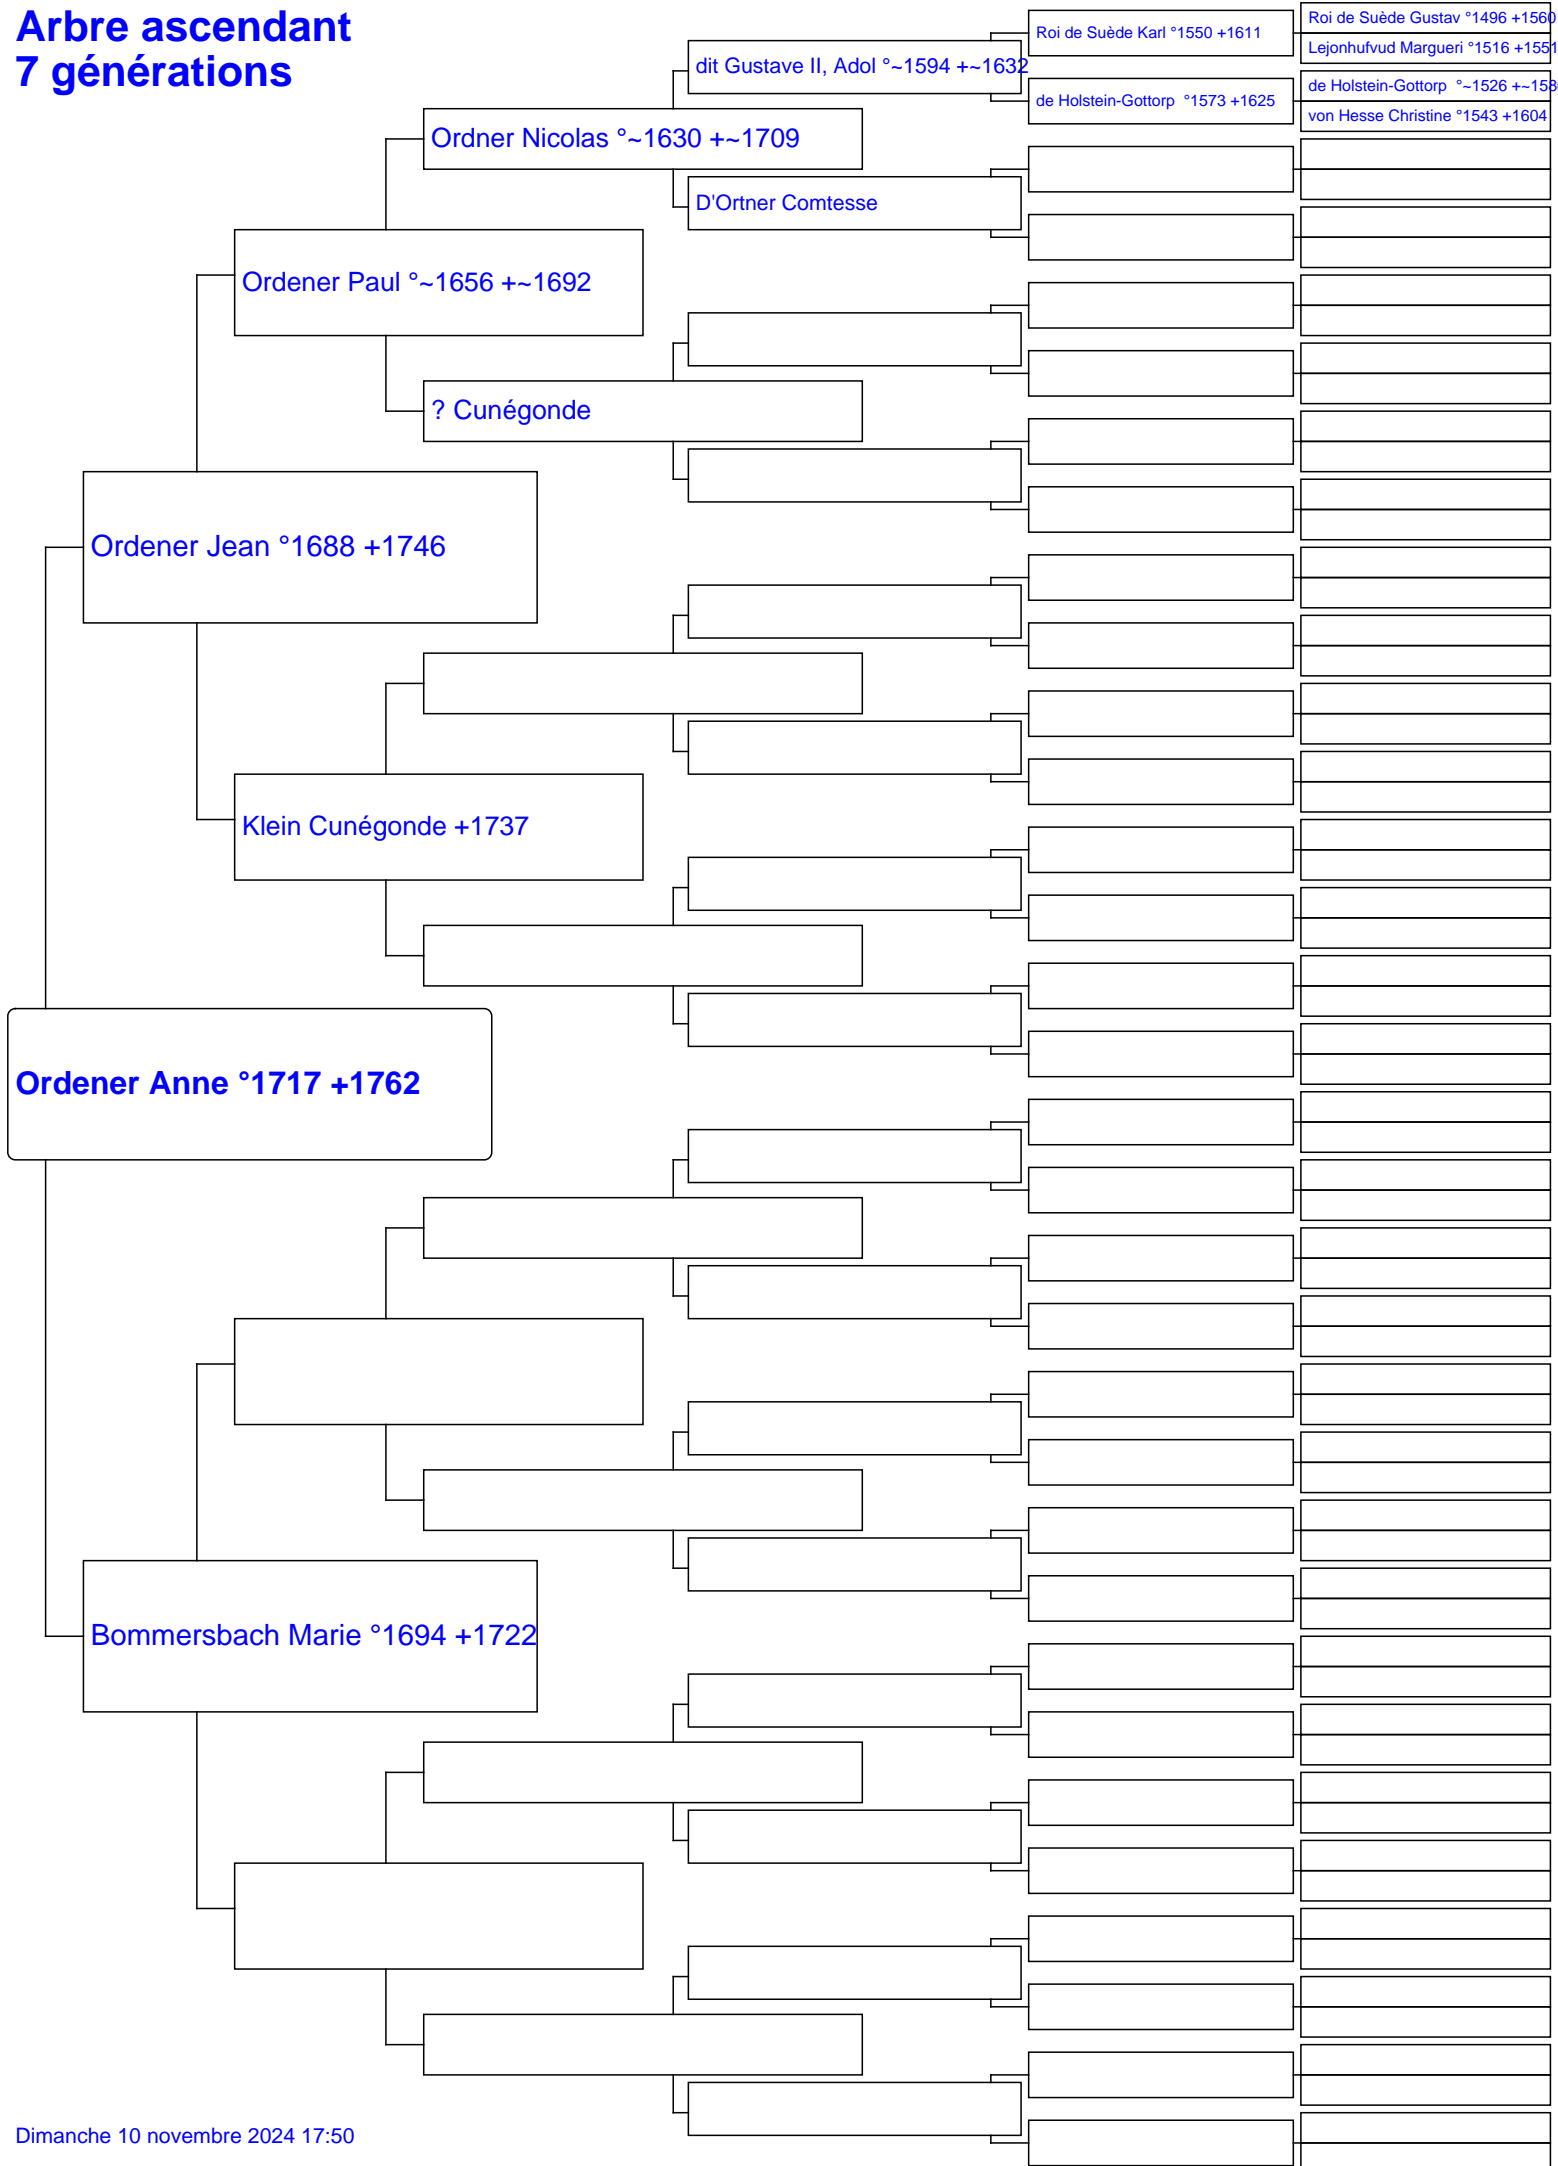 Arbre ascendant
7 générations
Roi de Suède Gustav °1496 +1560
Roi de Suède Karl °1550 +1611
Lejonhufvud Margueri °1516 +1551
dit Gustave II, Adol °~1594 +~1632
de Holstein-Gottorp °~1526 +~158
de Holstein-Gottorp °1573 +1625
von Hesse Christine °1543 +1604
Ordner Nicolas °~1630 +~1709
D'Ortner Comtesse
Ordener Paul °~1656 +~1692
? Cunégonde
Ordener Jean °1688 +1746
Klein Cunégonde +1737
Ordener Anne °1717 +1762
Bommersbach Marie °1694 +1722
Dimanche 10 novembre 2024 17:50